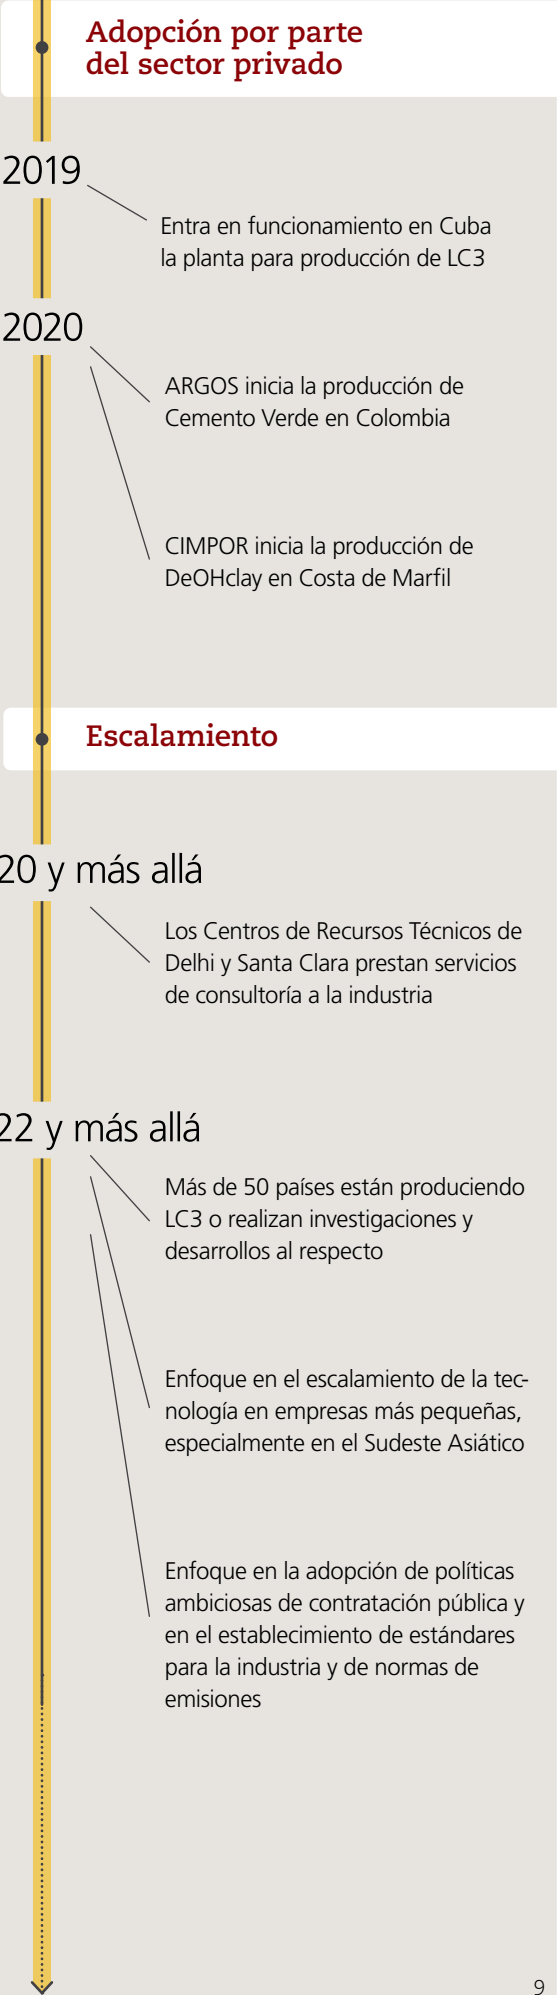 Adopción por parte
del sector privado
2019
Entra en funcionamiento en Cuba
la planta para producción de LC3
2020
ARGOS inicia la producción de
Cemento Verde en Colombia
CIMPOR inicia la producción de
DeOHclay en Costa de Marfil
Escalamiento
20 y más allá
Los Centros de Recursos Técnicos de
Delhi y Santa Clara prestan servicios
de consultoría a la industria
22 y más allá
Más de 50 países están produciendo
LC3 o realizan investigaciones y
desarrollos al respecto
Enfoque en el escalamiento de la tec-
nología en empresas más pequeñas,
especialmente en el Sudeste Asiático
Enfoque en la adopción de políticas
ambiciosas de contratación pública y
en el establecimiento de estándares
para la industria y de normas de
emisiones
9